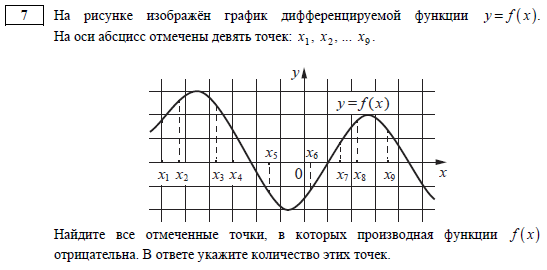 7 На рисунке изображён график дифференцируемой функции y = f(x).
На оси абсцисс отмечены девять точек: x₁, x₂, ... x₉.
y
y = f(x)
x₅ x₆
x₁ x₂ x₃ x₄ 0 x₇ x₈ x₉ x
Найдите все отмеченные точки, в которых производная функции f(x)
отрицательна. В ответе укажите количество этих точек.